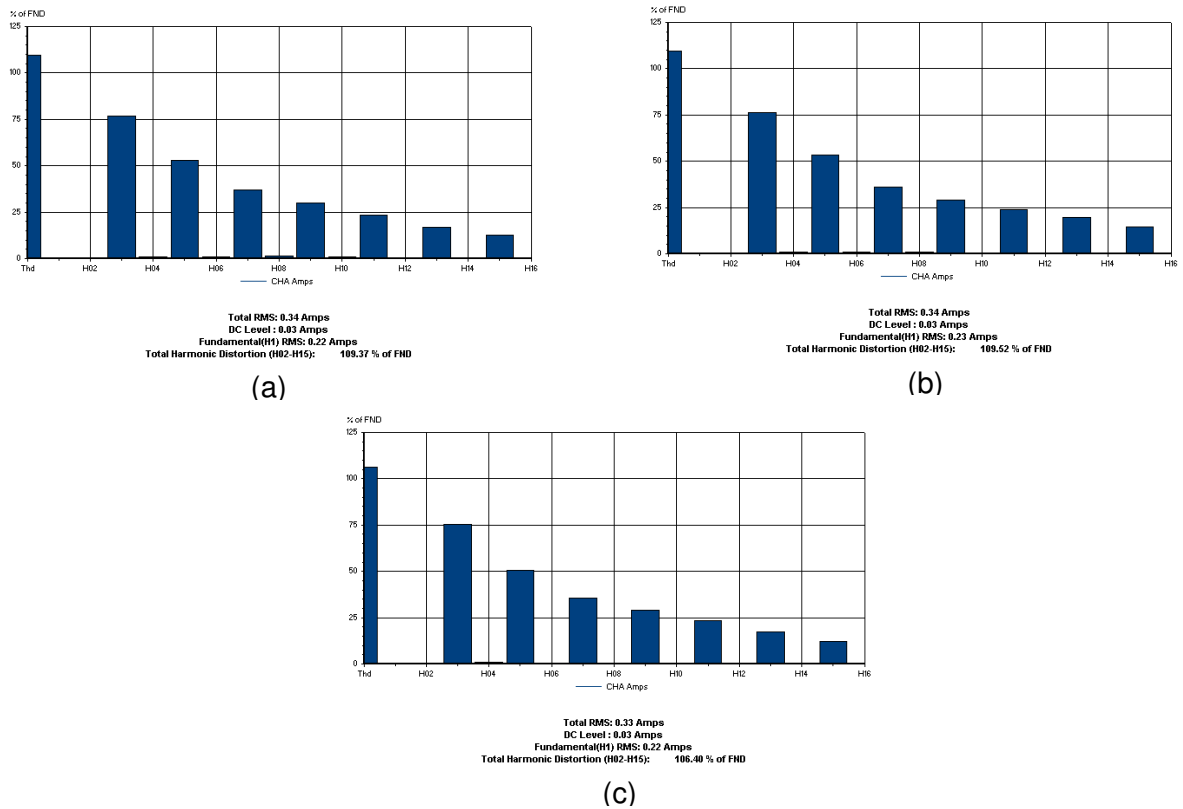 % of FND
125
100
75
50
25
0
Thd H02 H04 H06 H08 H10 H12 H14 H16
CHA Amps
Total RMS: 0.34 Amps
DC Level : 0.03 Amps
Fundamental(H1) RMS: 0.22 Amps
Total Harmonic Distortion (H02-H15): 109.37 % of FND
(a)
% of FND
125
100
75
50
25
0
Thd H02 H04 H06 H08 H10 H12 H14 H16
CHA Amps
Total RMS: 0.34 Amps
DC Level : 0.03 Amps
Fundamental(H1) RMS: 0.23 Amps
Total Harmonic Distortion (H02-H15): 109.52 % of FND
(b)
% of FND
125
100
75
50
25
0
Thd H02 H04 H06 H08 H10 H12 H14 H16
CHA Amps
Total RMS: 0.33 Amps
DC Level : 0.03 Amps
Fundamental(H1) RMS: 0.22 Amps
Total Harmonic Distortion (H02-H15): 106.40 % of FND
(c)